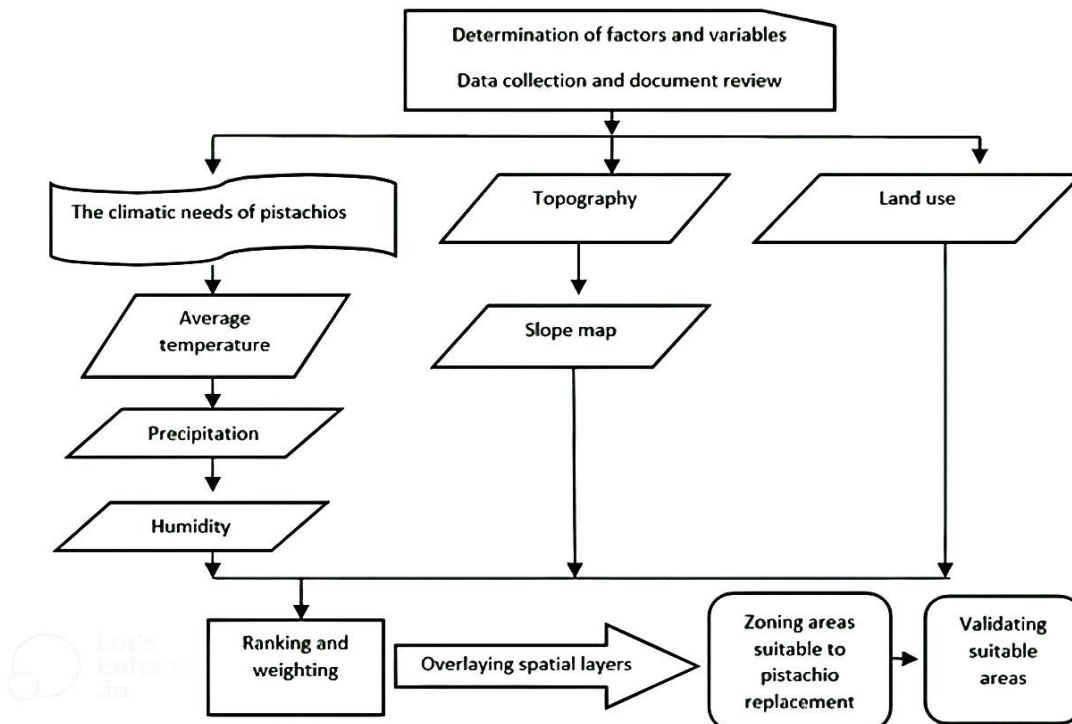 Determination of factors and variables
Data collection and document review
The climatic needs of pistachios
Topography
Land use
Average
temperature
Slope map
Precipitation
Humidity
Ranking and
weighting
Overlaying spatial layers
Zoning areas
suitable to
pistachio
replacement
Validating
suitable
areas
Let's
Enhanc
.io